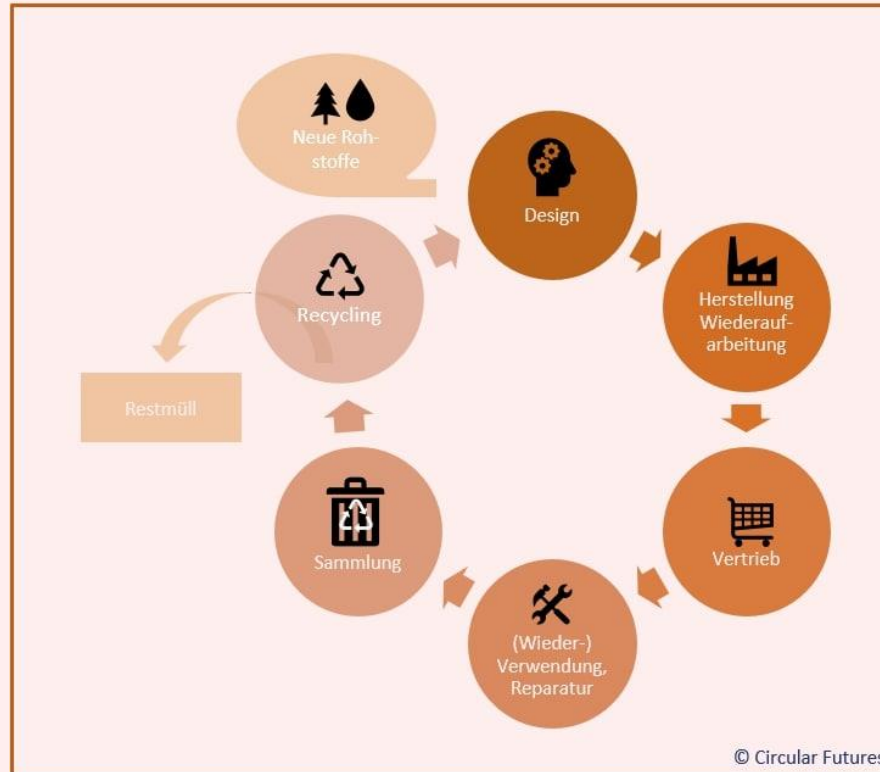 Neue Roh-
stoffe
Design
Herstellung
Wiederauf-
arbeitung
Vertrieb
(Wieder-)
Verwendung,
Reparatur
Sammlung
Recycling
Restmüll
© Circular Futures